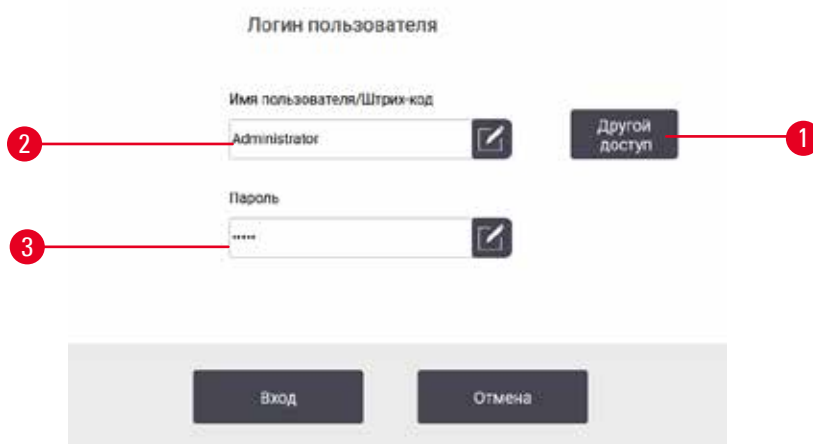 Логин пользователя
Имя пользователя/Штрих-код
2
Administrator
Другой
доступ
1
Пароль
3
•••••
Вход
Отмена